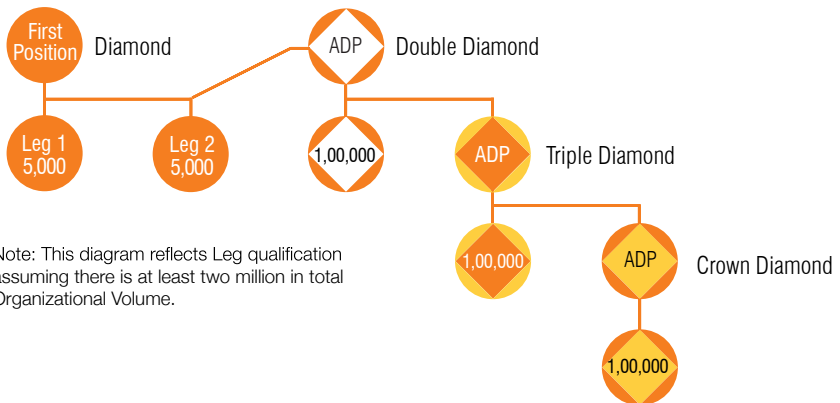 First
Position
Diamond
ADP
Double Diamond
Leg 1
5,000
Leg 2
5,000
1,00,000
ADP
Triple Diamond
Note: This diagram reflects Leg qualification
assuming there is at least two million in total
Organizational Volume.
1,00,000
ADP
Crown Diamond
1,00,000